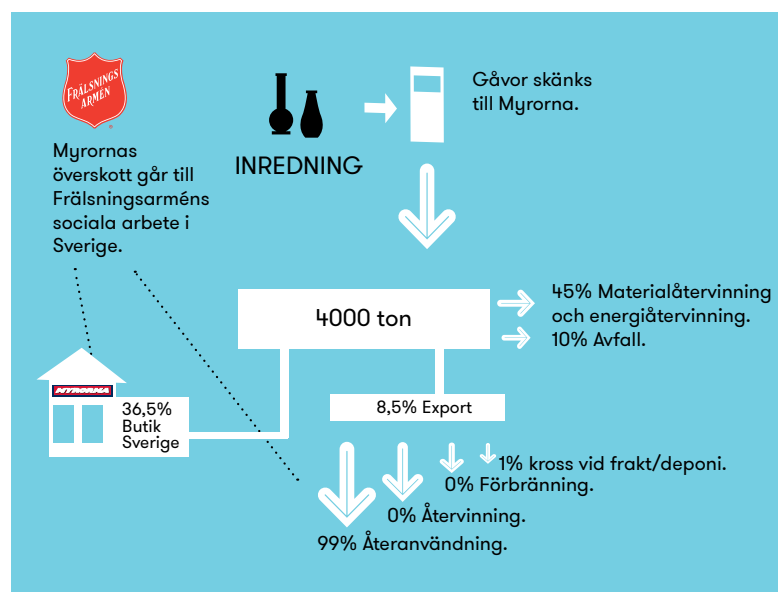 FRÄLSNINGS
ARMÉN
Myrornas
överskott går till
Frälsningsarméns
sociala arbete i
Sverige.
INREDNING
Gåvor skänks
till Myrorna.
4000 ton
45% Materialåtervinning
och energiåtervinning.
10% Avfall.
MYRORNA
36,5%
Butik
Sverige
8,5% Export
1% kross vid frakt/deponi.
0% Förbränning.
0% Återvinning.
99% Återanvändning.